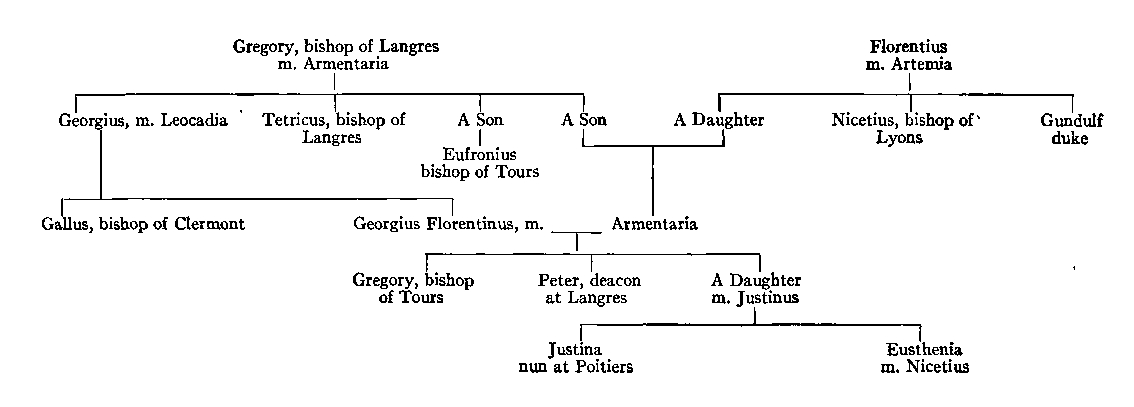 Gregory, bishop of Langres
m. Armentaria
Florentius
m. Artemia
Georgius, m. Leocadia
Tetricus, bishop of
Langres
A Son
A Son
A Daughter
Nicetius, bishop of
Lyons
Gundulf
duke
Eufronius
bishop of Tours
Gallus, bishop of Clermont
Georgius Florentinus, m.
Armentaria
Gregory, bishop
of Tours
Peter, deacon
at Langres
A Daughter
m. Justinus
Justina
nun at Poitiers
Eusthenia
m. Nicetius